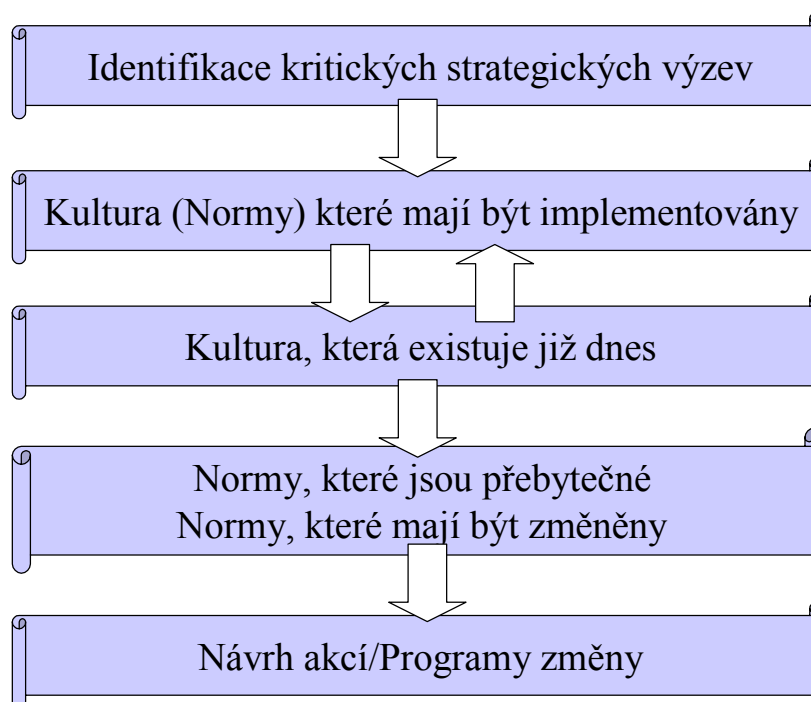 Identifikace kritických strategických výzev
Kultura (Normy) které mají být implementovány
Kultura, která existuje již dnes
Normy, které jsou přebytečné
Normy, které mají být změněny
Návrh akcí/Programy změny